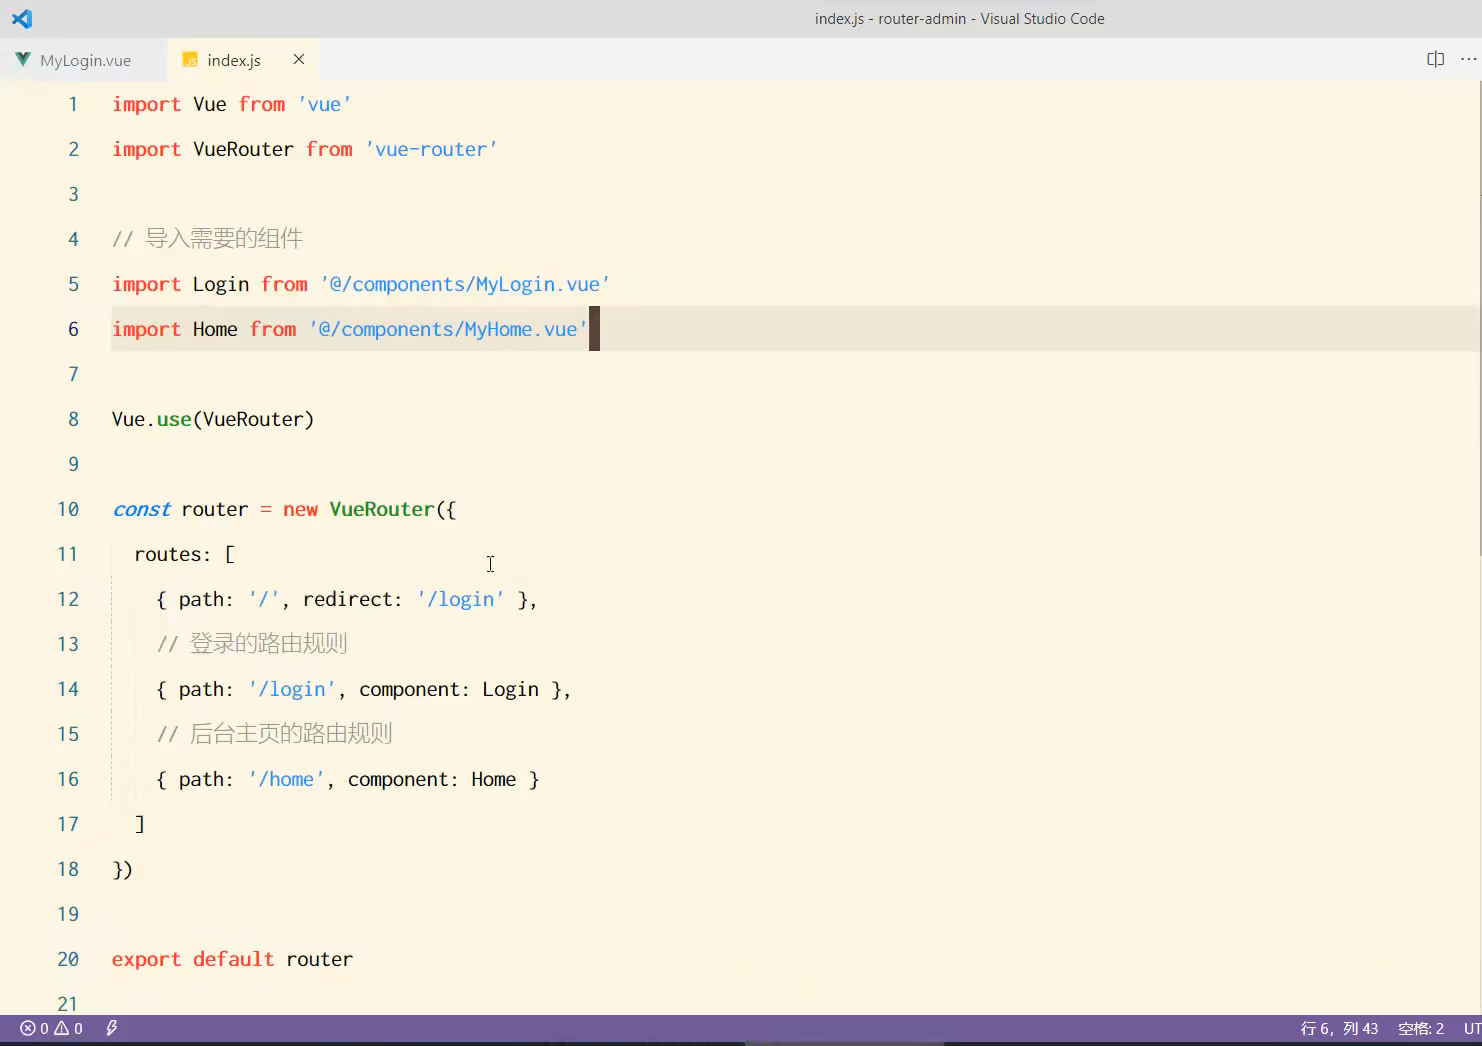 index.js - router-admin - Visual Studio Code
MyLogin.vue
JS index.js
1 import Vue from 'vue'
2 import VueRouter from 'vue-router'
3
4 // 导入需要的组件
5 import Login from '@/components/MyLogin.vue'
6 import Home from '@/components/MyHome.vue'
7
8 Vue.use(VueRouter)
9
10 const router = new VueRouter({
11 routes: [
12 { path: '/', redirect: '/login' },
13 // 登录的路由规则
14 { path: '/login', component: Login },
15 // 后台主页的路由规则
16 { path: '/home', component: Home }
17 ]
18 })
19
20 export default router
21
0 0 行 6，列 43 空格: 2 UT